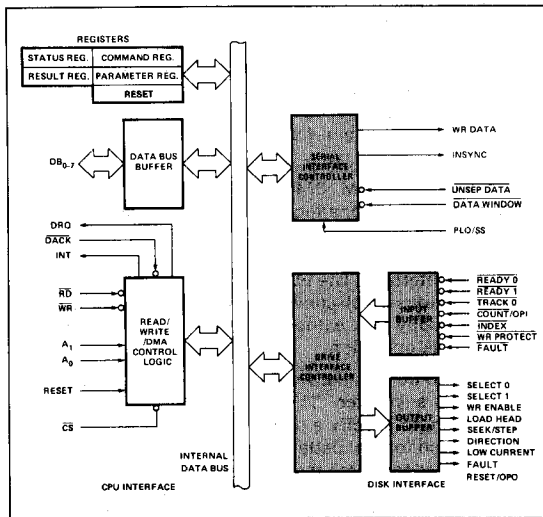 REGISTERS
STATUS REG.
COMMAND REG.
RESULT REG.
PARAMETER REG.
RESET
DB0-7
DATA BUS
BUFFER
DRQ
DACK
INT
RD
WR
A1
A0
RESET
CS
READ/
WRITE
/DMA
CONTROL
LOGIC
INTERNAL
DATA BUS
CPU INTERFACE
SERIAL
INTERFACE
CONTROLLER
WR DATA
INSYNC
UNSEP DATA
DATA WINDOW
PLO/SS
DRIVE
INTERFACE
CONTROLLER
INPUT
BUFFER
READY 0
READY 1
TRACK 0
COUNT/OPI
INDEX
WR PROTECT
FAULT
OUTPUT
BUFFER
SELECT 0
SELECT 1
WR ENABLE
LOAD HEAD
SEEK/STEP
DIRECTION
LOW CURRENT
FAULT
RESET/OPO
DISK INTERFACE